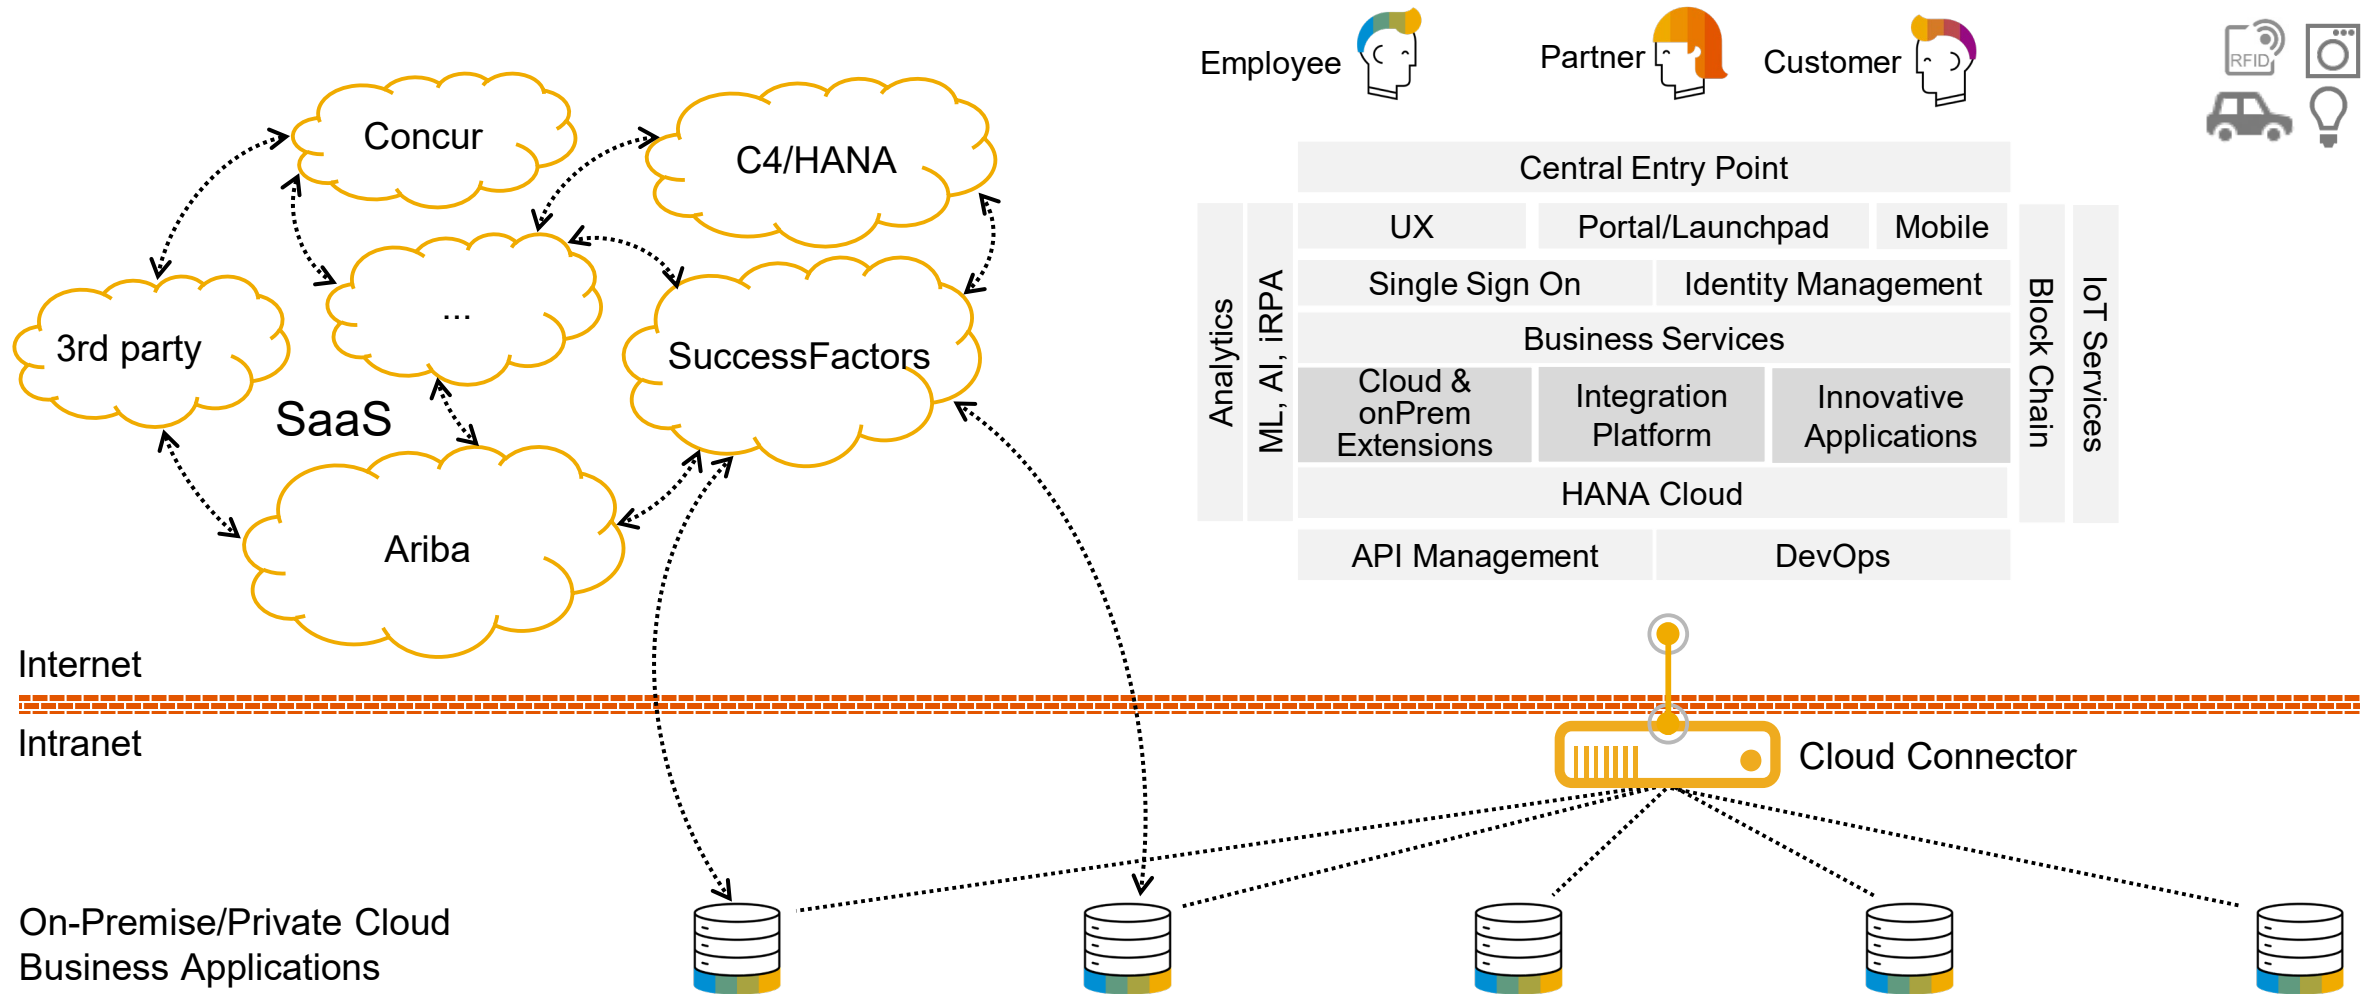 Employee
Partner
Customer
RFID
Concur
C4/HANA
3rd party
...
SuccessFactors
SaaS
Ariba
Central Entry Point
UX
Portal/Launchpad
Mobile
Single Sign On
Identity Management
Business Services
Cloud &
onPrem
Extensions
Integration
Platform
Innovative
Applications
HANA Cloud
API Management
DevOps
Analytics
ML, AI, iRPA
Block Chain
IoT Services
Internet
Intranet
Cloud Connector
On-Premise/Private Cloud
Business Applications